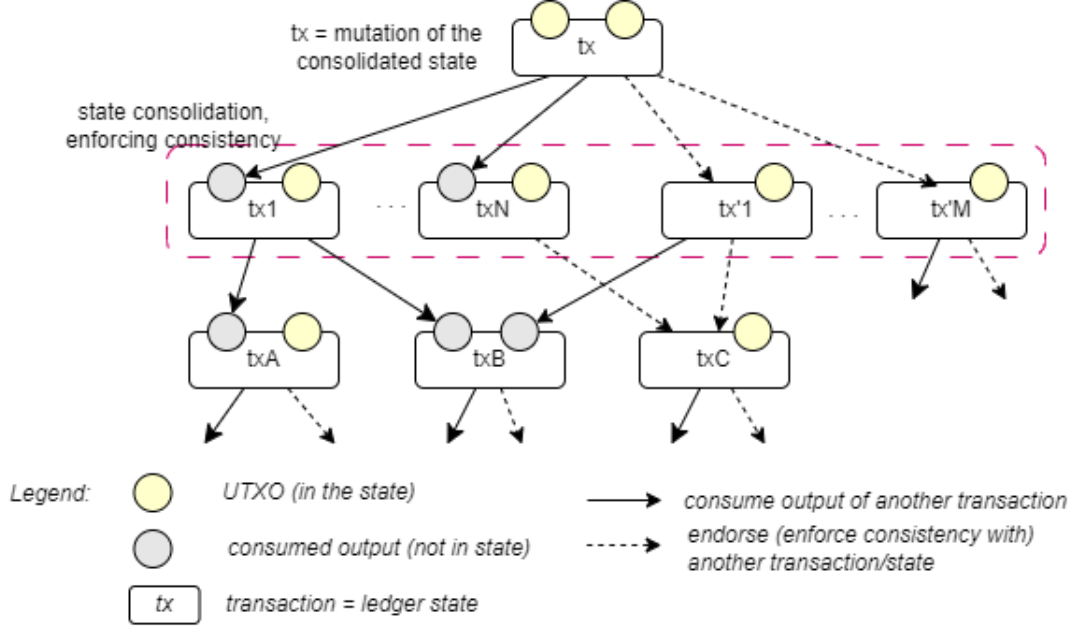 tx = mutation of the
consolidated state
tx
state consolidation,
enforcing consistency
tx1
. . .
txN
tx'1
. . .
tx'M
txA
txB
txC
Legend:
UTXO (in the state)
consume output of another transaction
consumed output (not in state)
endorse (enforce consistency with)
another transaction/state
tx
transaction = ledger state